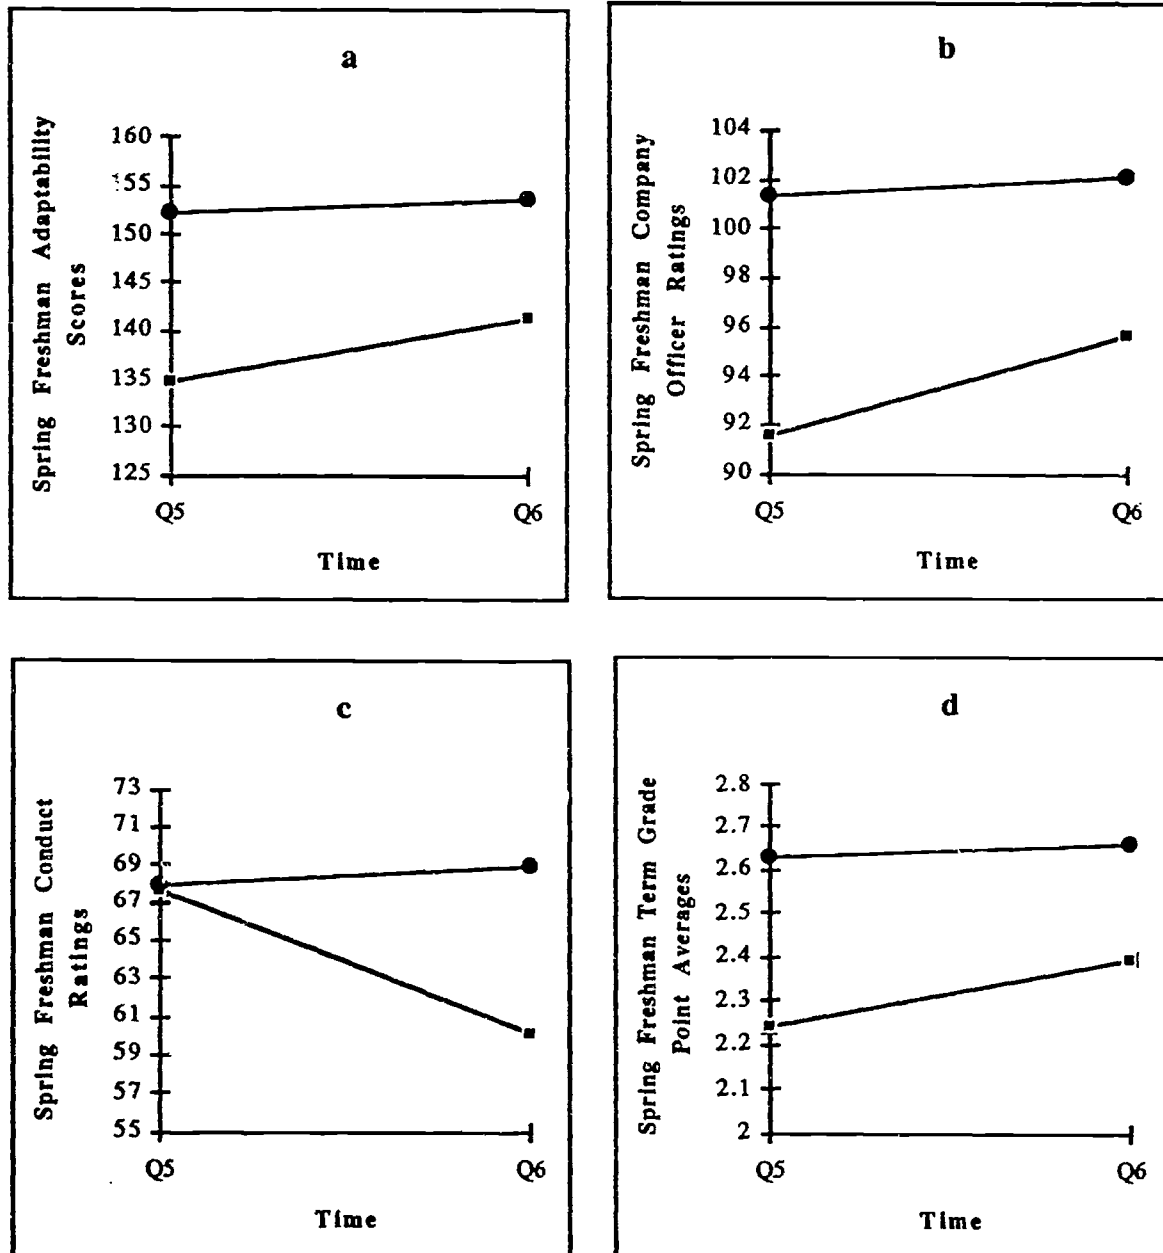 a
Spring Freshman Adaptability
Scores
160
155
150
145
140
135
130
125
Q5
Q6
Time
b
Spring Freshman Company
Officer Ratings
104
102
100
98
96
94
92
90
Q5
Q6
Time
c
Spring Freshman Conduct
Ratings
73
71
69
67
65
63
61
59
57
55
Q5
Q6
Time
d
Spring Freshman Term Grade
Point Averages
2.8
2.7
2.6
2.5
2.4
2.3
2.2
2.1
2
Q5
Q6
Time